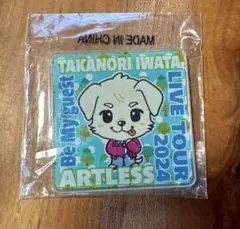 MADE IN CHINA
TAKANORI IWATA
Be My guest
LIVE TOUR
2024
ARTLESS